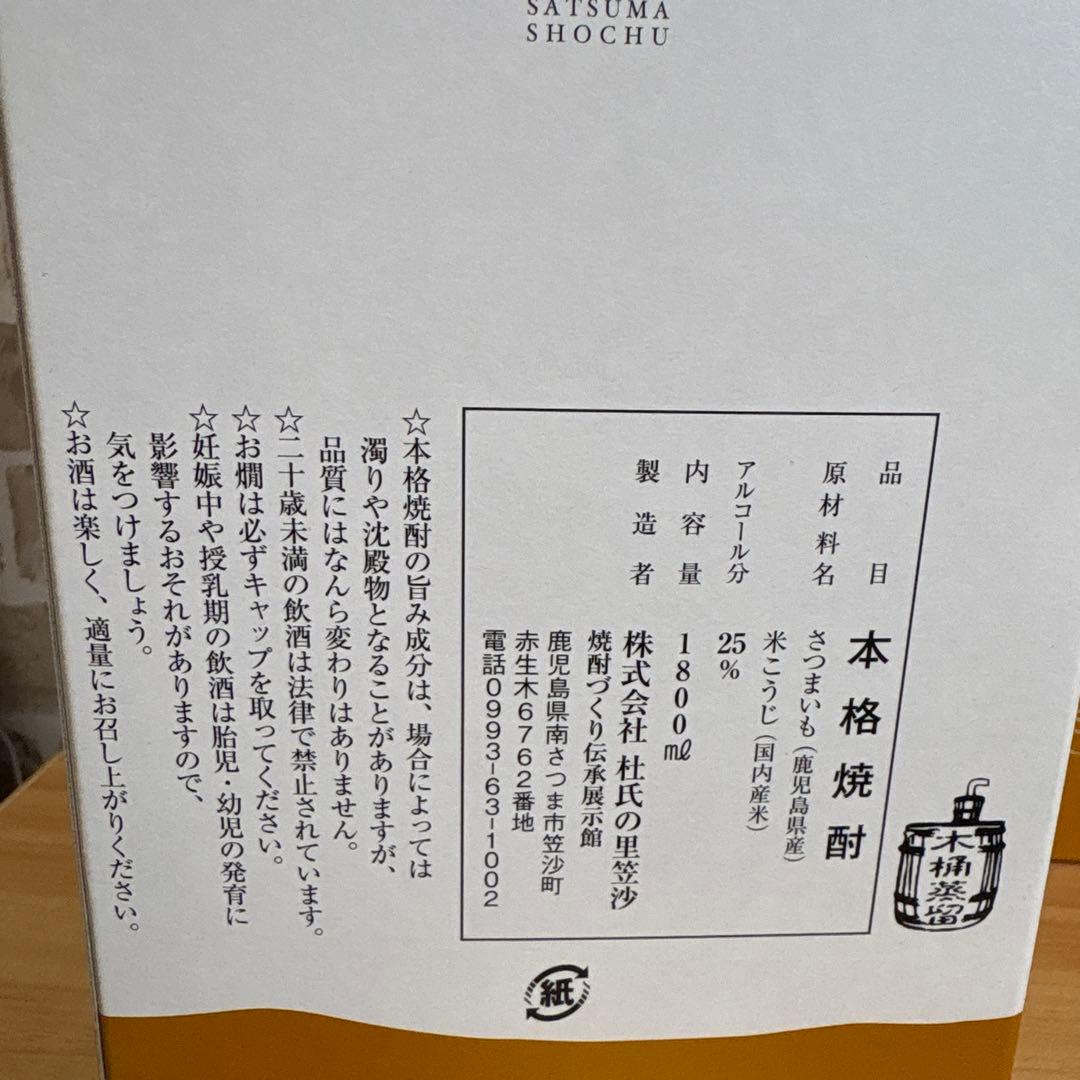 SATSUMA
SHOCHU
品目 本格焼酎
原材料名 さつまいも(鹿児島県産)
米こうじ(国内産米)
アルコール分 25%
内容量 1800㎖
製造者 株式会社 杜氏の里笠沙
焼酎づくり伝承展示館
鹿児島県南さつま市笠沙町
赤生木6762番地
電話0993-63-1002
☆本格焼酎の旨み成分は、場合によっては
濁りや沈殿物となることがありますが、
品質にはなんら変わりはありません。
☆二十歳未満の飲酒は法律で禁止されています。
☆お燗は必ずキャップを取ってください。
☆妊娠中や授乳期の飲酒は胎児・幼児の発育に
影響するおそれがありますので、
気をつけましょう。
☆お酒は楽しく、適量にお召し上がりください。
木桶蒸留
紙